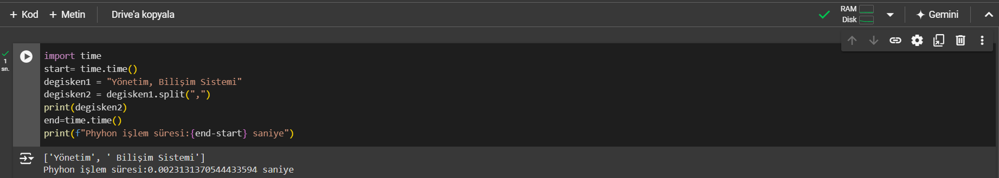 + Kod + Metin Drive'a kopyala RAM Disk Gemini
1 sn.
import time
start= time.time()
degisken1 = "Yönetim, Bilişim Sistemi"
degisken2 = degisken1.split(",")
print(degisken2)
end=time.time()
print(f"Phyhon işlem süresi:{end-start} saniye")
['Yönetim', ' Bilişim Sistemi']
Phyhon işlem süresi:0.0023131370544433594 saniye